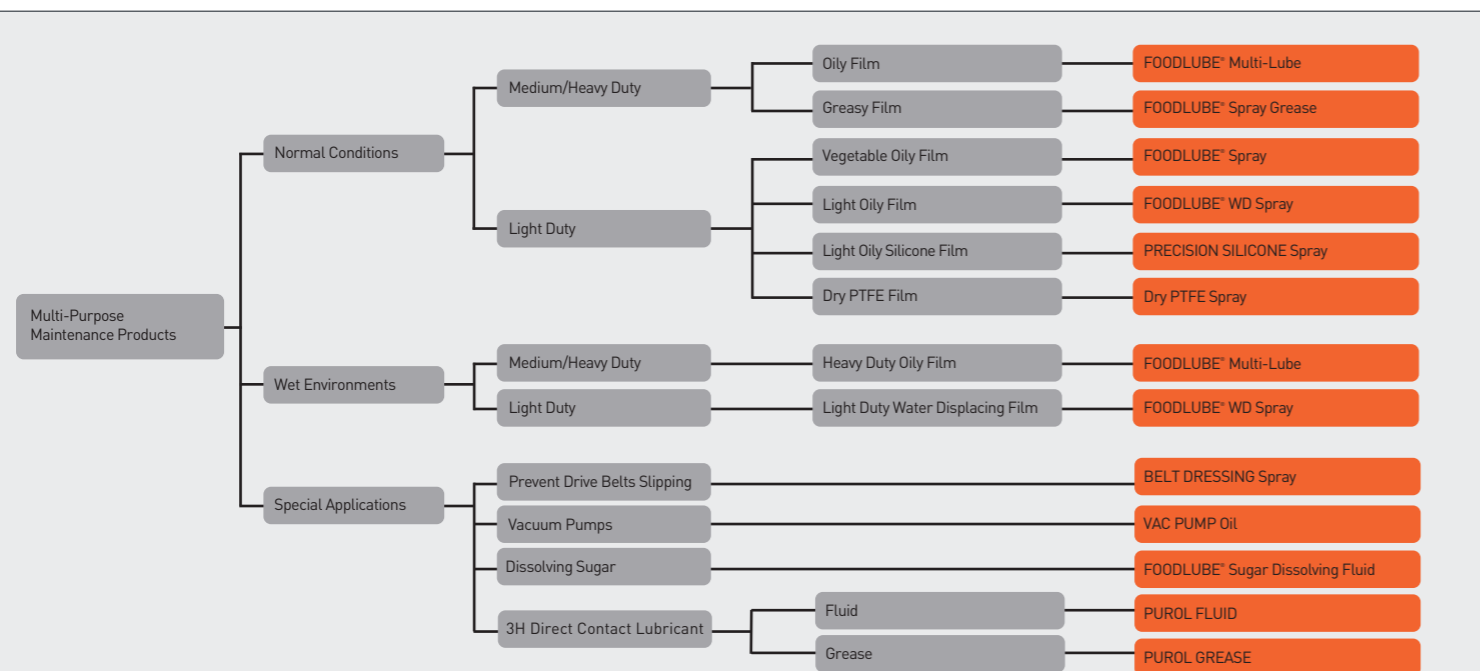 Multi-Purpose
Maintenance Products
Normal Conditions
Medium/Heavy Duty
Oily Film
FOODLUBE® Multi-Lube
Greasy Film
FOODLUBE® Spray Grease
Light Duty
Vegetable Oily Film
FOODLUBE® Spray
Light Oily Film
FOODLUBE® WD Spray
Light Oily Silicone Film
PRECISION SILICONE Spray
Dry PTFE Film
Dry PTFE Spray
Wet Environments
Medium/Heavy Duty
Heavy Duty Oily Film
FOODLUBE® Multi-Lube
Light Duty
Light Duty Water Displacing Film
FOODLUBE® WD Spray
Special Applications
Prevent Drive Belts Slipping
BELT DRESSING Spray
Vacuum Pumps
VAC PUMP Oil
Dissolving Sugar
FOODLUBE® Sugar Dissolving Fluid
3H Direct Contact Lubricant
Fluid
PUROL FLUID
Grease
PUROL GREASE